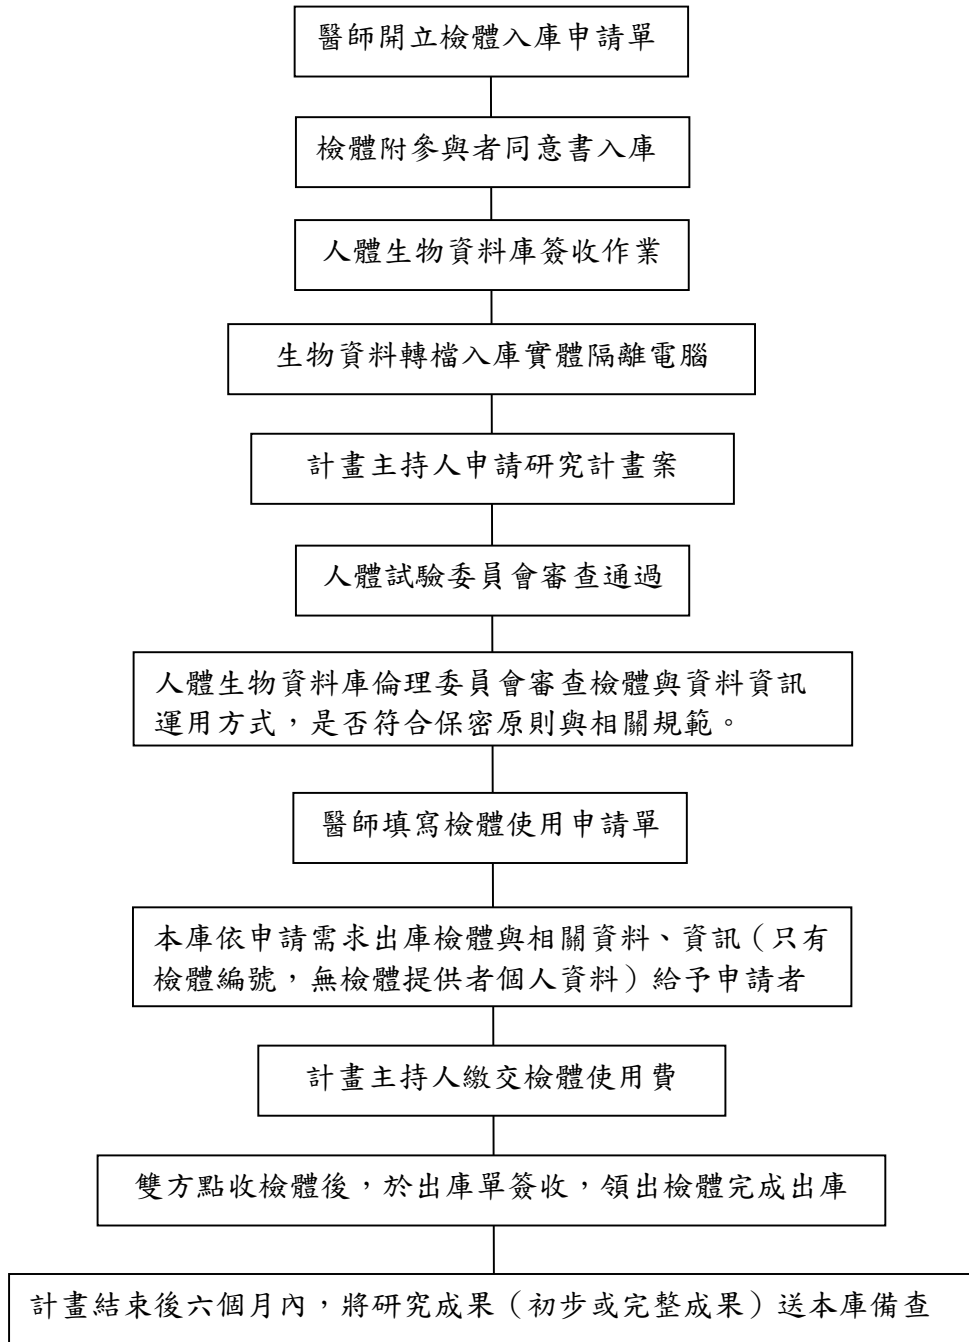 醫師開立檢體入庫申請單
檢體附參與者同意書入庫
人體生物資料庫簽收作業
生物資料轉檔入庫實體隔離電腦
計畫主持人申請研究計畫案
人體試驗委員會審查通過
人體生物資料庫倫理委員會審查檢體與資料資訊
運用方式，是否符合保密原則與相關規範。
醫師填寫檢體使用申請單
本庫依申請需求出庫檢體與相關資料、資訊（只有
檢體編號，無檢體提供者個人資料）給予申請者
計畫主持人繳交檢體使用費
雙方點收檢體後，於出庫單簽收，領出檢體完成出庫
計畫結束後六個月內，將研究成果（初步或完整成果）送本庫備查